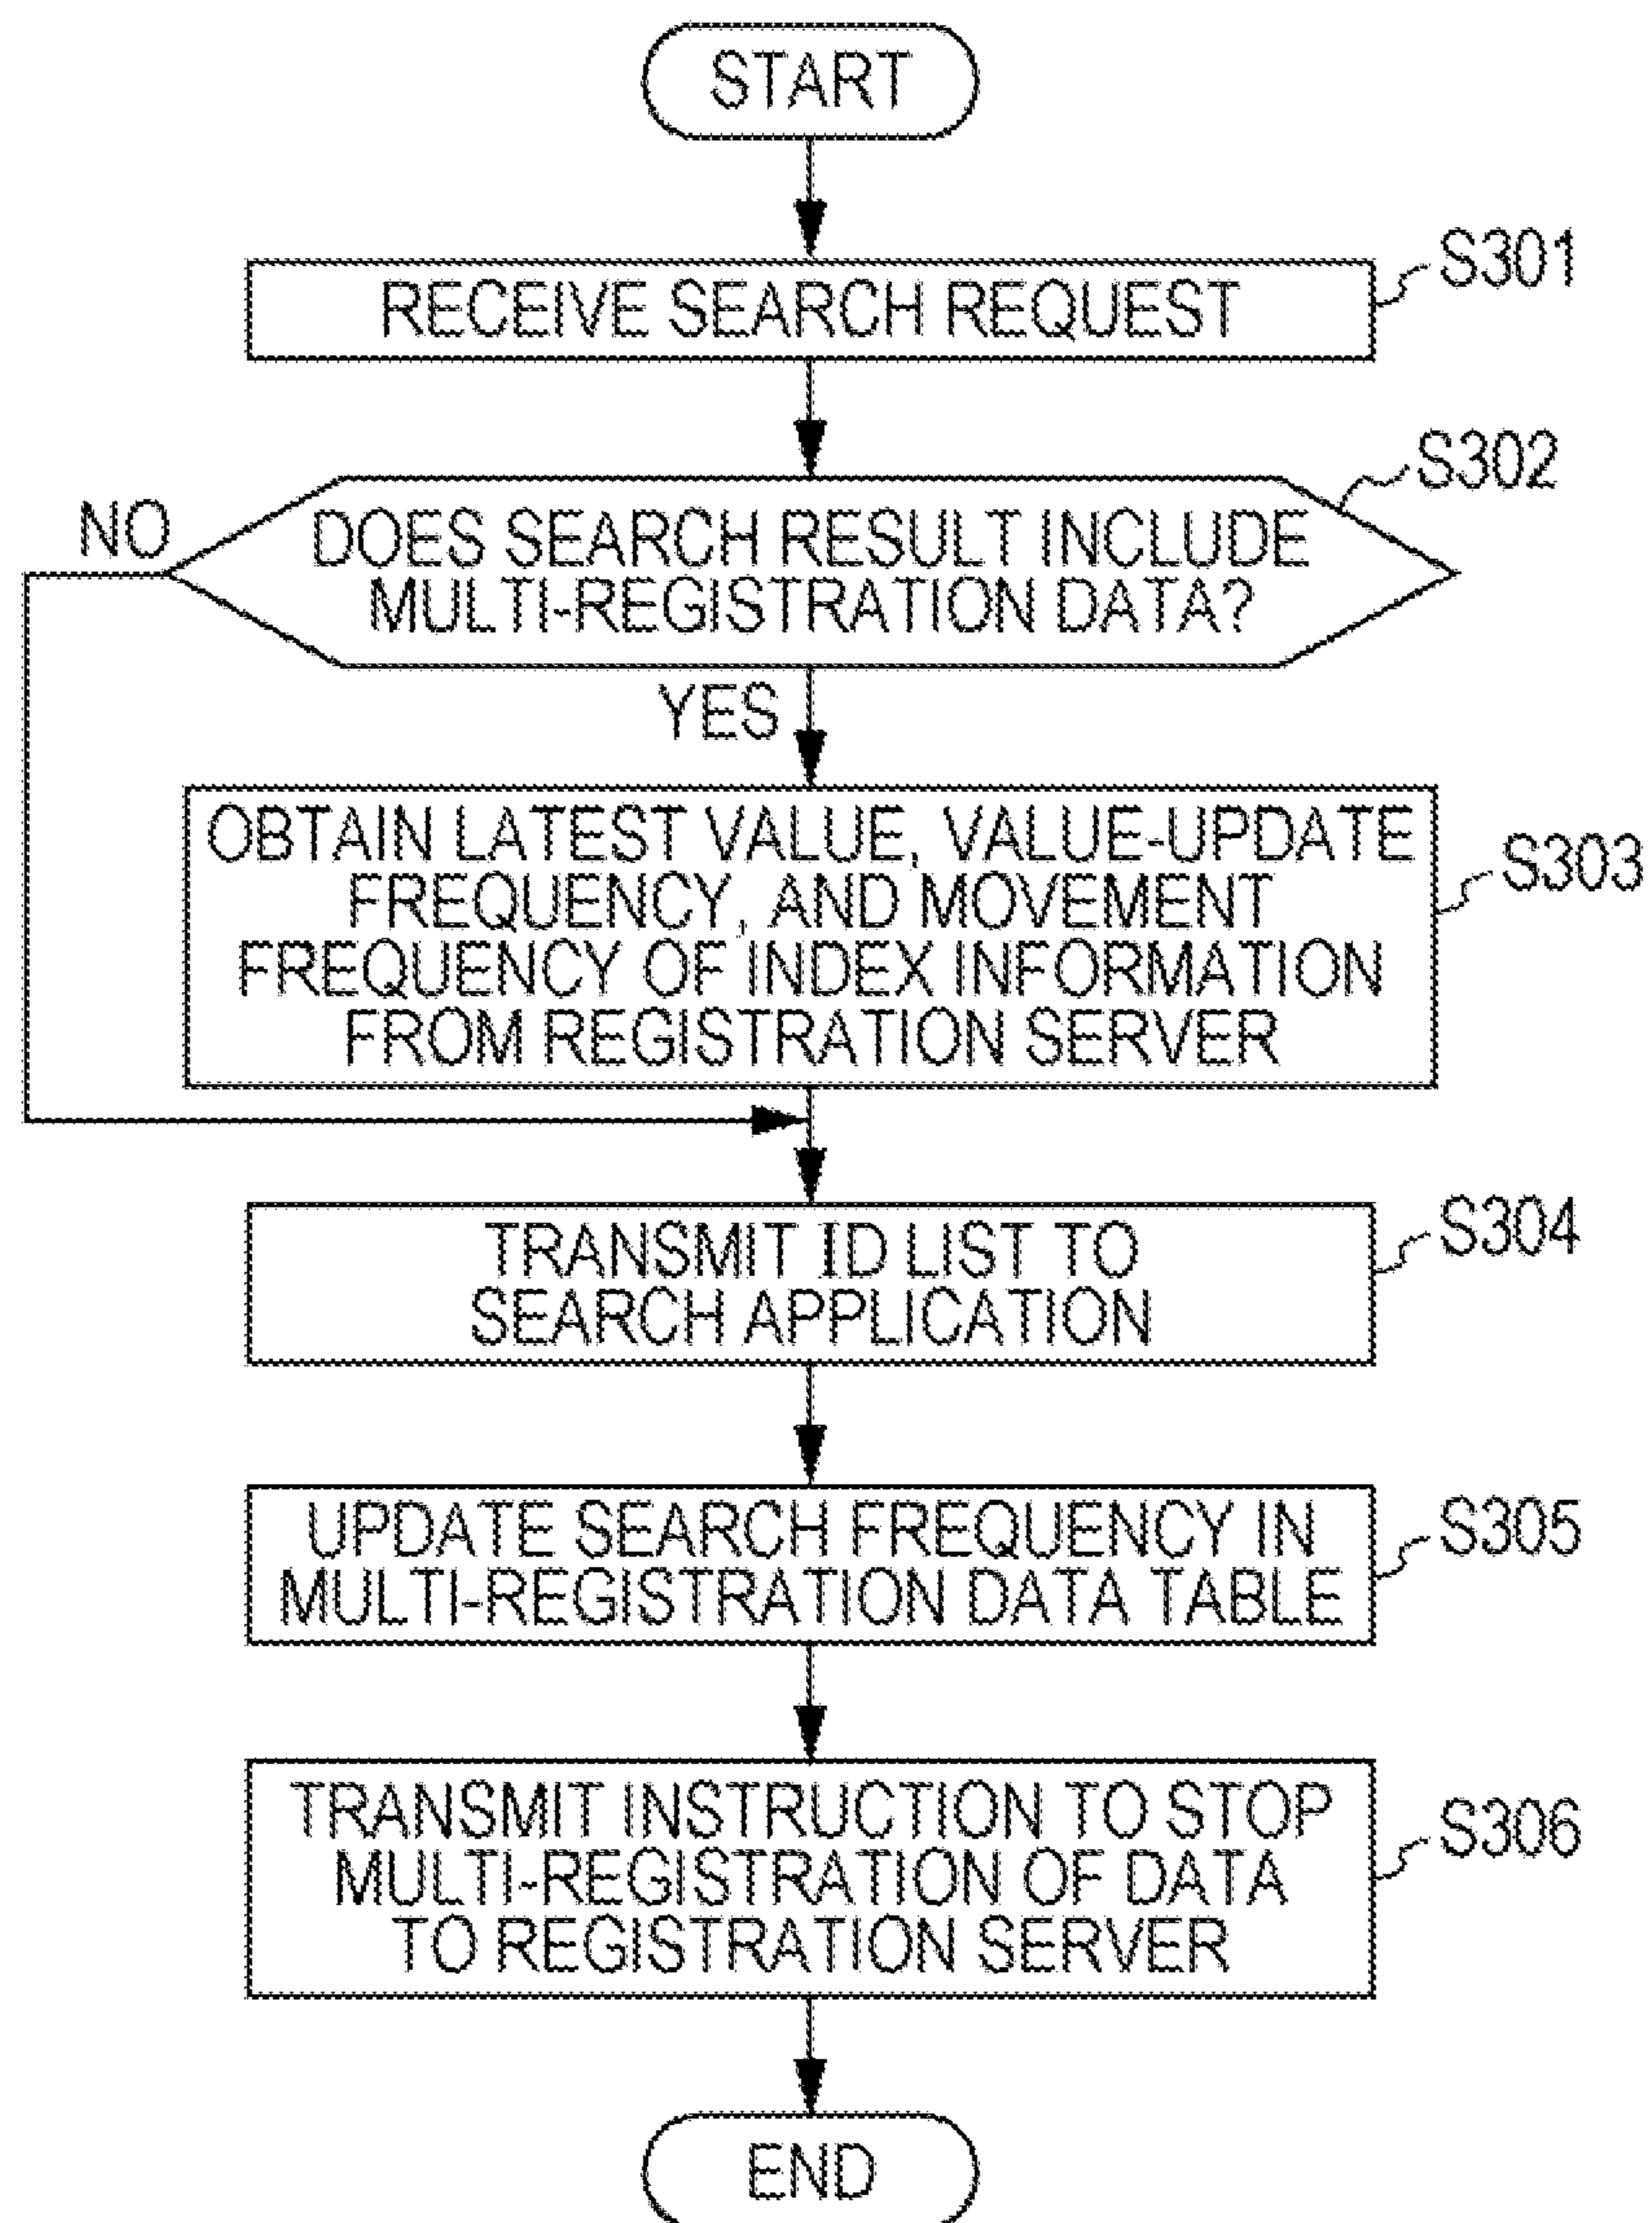 START
S301
RECEIVE SEARCH REQUEST
S302
NO
DOES SEARCH RESULT INCLUDE
MULTI-REGISTRATION DATA?
YES
OBTAIN LATEST VALUE, VALUE-UPDATE
FREQUENCY, AND MOVEMENT
FREQUENCY OF INDEX INFORMATION
FROM REGISTRATION SERVER
S303
TRANSMIT ID LIST TO
SEARCH APPLICATION
S304
UPDATE SEARCH FREQUENCY IN
MULTI-REGISTRATION DATA TABLE
S305
TRANSMIT INSTRUCTION TO STOP
MULTI-REGISTRATION OF DATA
TO REGISTRATION SERVER
S306
END